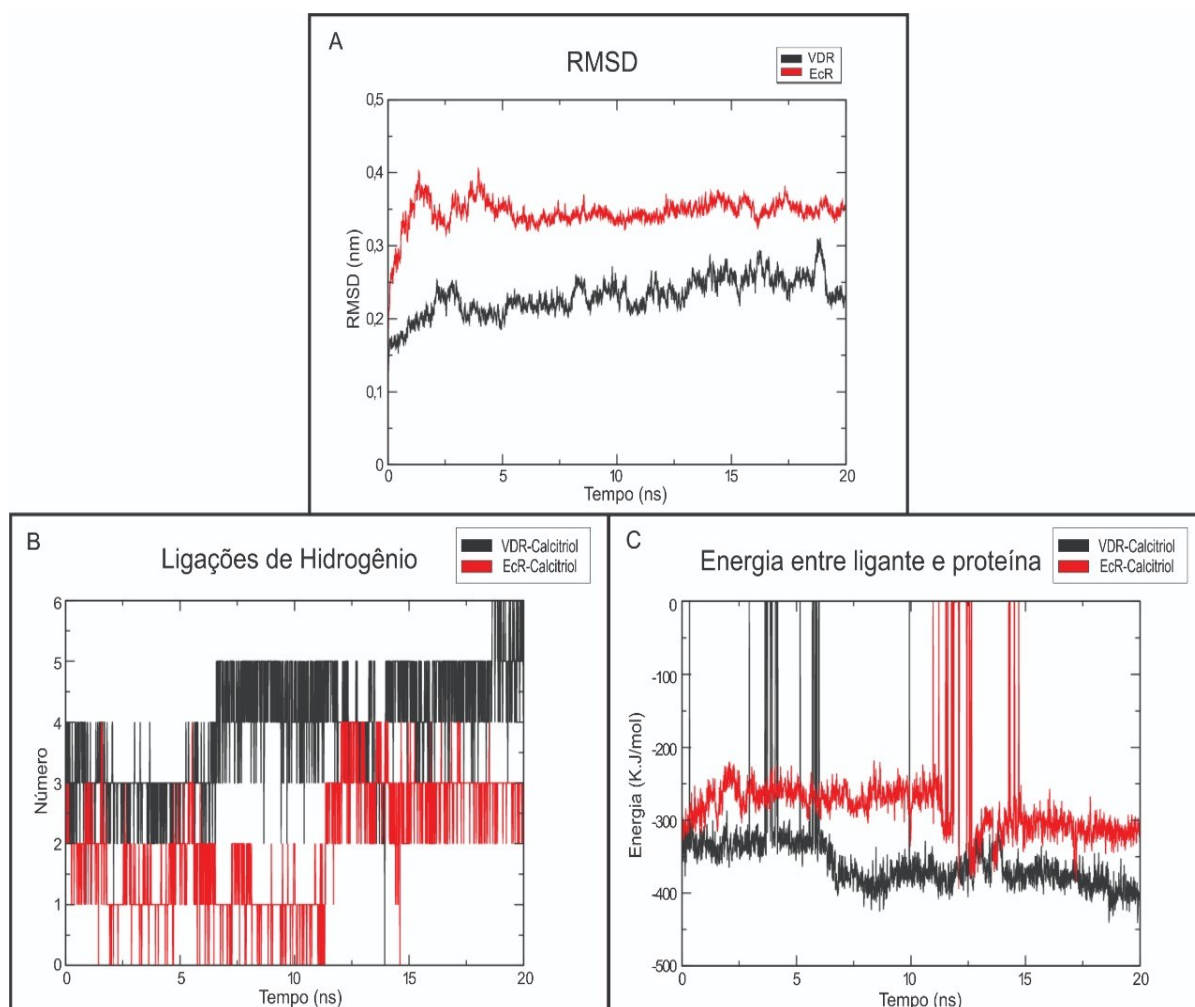 A
RMSD
VDR
EcR
0,5
0,4
0,3
0,2
0,1
0
RMSD (nm)
0 5 10 15 20
Tempo (ns)
B
Ligações de Hidrogênio
VDR-Calcitriol
EcR-Calcitriol
6
5
4
3
2
1
0
Número
0 5 10 15 20
Tempo (ns)
C
Energia entre ligante e proteína
VDR-Calcitriol
EcR-Calcitriol
0
-100
-200
-300
-400
-500
Energia (K.J/mol)
0 5 10 15 20
Tempo (ns)